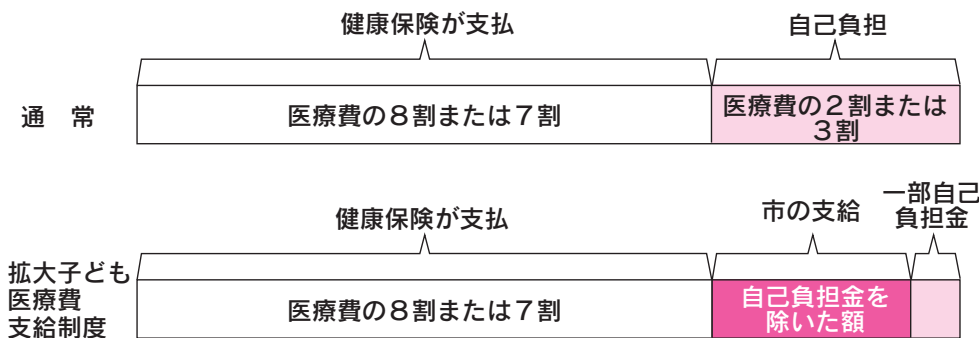 健康保険が支払
自己負担
通　常
医療費の８割または７割
医療費の２割または
３割
健康保険が支払
市の支給
一部自己
負担金
拡大子ども
医療費
支給制度
医療費の８割または７割
自己負担金を
除いた額